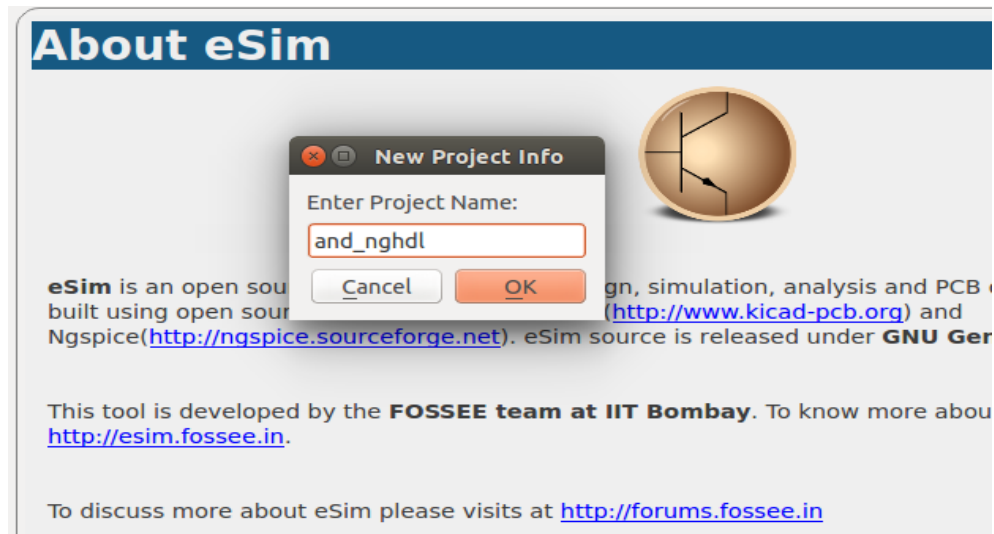 About eSim
New Project Info
Enter Project Name:
and_nghdl
Cancel OK
eSim is an open sou gn, simulation, analysis and PCB
built using open sour (http://www.kicad-pcb.org) and
Ngspice(http://ngspice.sourceforge.net). eSim source is released under GNU Ger
This tool is developed by the FOSSEE team at IIT Bombay. To know more abou
http://esim.fossee.in.
To discuss more about eSim please visits at http://forums.fossee.in